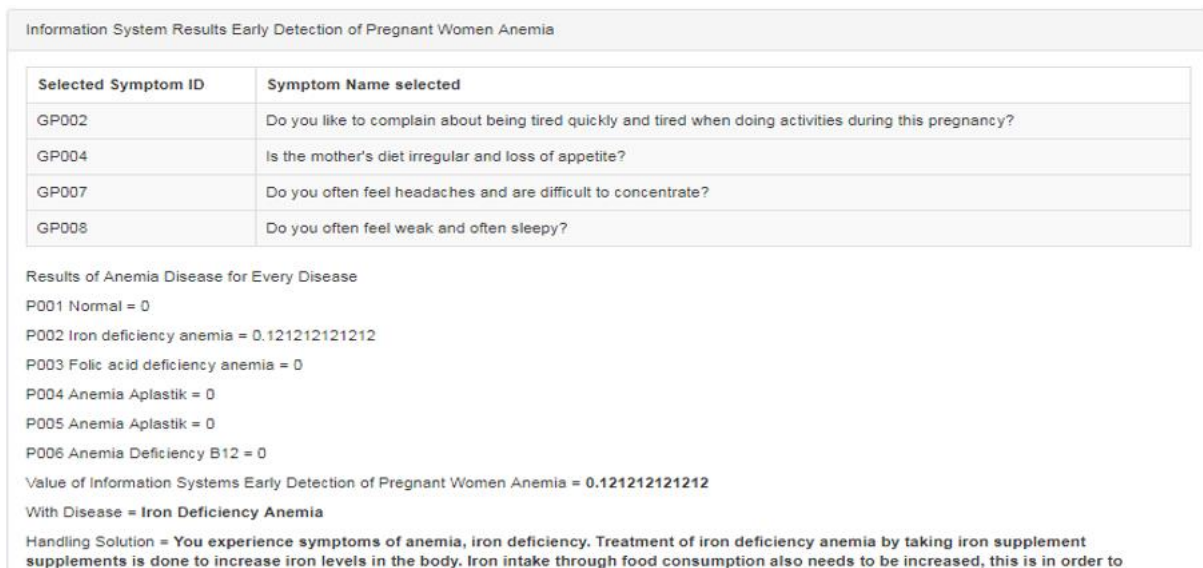 Information System Results Early Detection of Pregnant Women Anemia
Selected Symptom ID Symptom Name selected
GP002 Do you like to complain about being tired quickly and tired when doing activities during this pregnancy?
GP004 Is the mother's diet irregular and loss of appetite?
GP007 Do you often feel headaches and are difficult to concentrate?
GP008 Do you often feel weak and often sleepy?
Results of Anemia Disease for Every Disease
P001 Normal = 0
P002 Iron deficiency anemia = 0.121212121212
P003 Folic acid deficiency anemia = 0
P004 Anemia Aplastik = 0
P005 Anemia Aplastik = 0
P006 Anemia Deficiency B12 = 0
Value of Information Systems Early Detection of Pregnant Women Anemia = 0.121212121212
With Disease = Iron Deficiency Anemia
Handling Solution = You experience symptoms of anemia, iron deficiency. Treatment of iron deficiency anemia by taking iron supplement
supplements is done to increase iron levels in the body. Iron intake through food consumption also needs to be increased, this is in order to